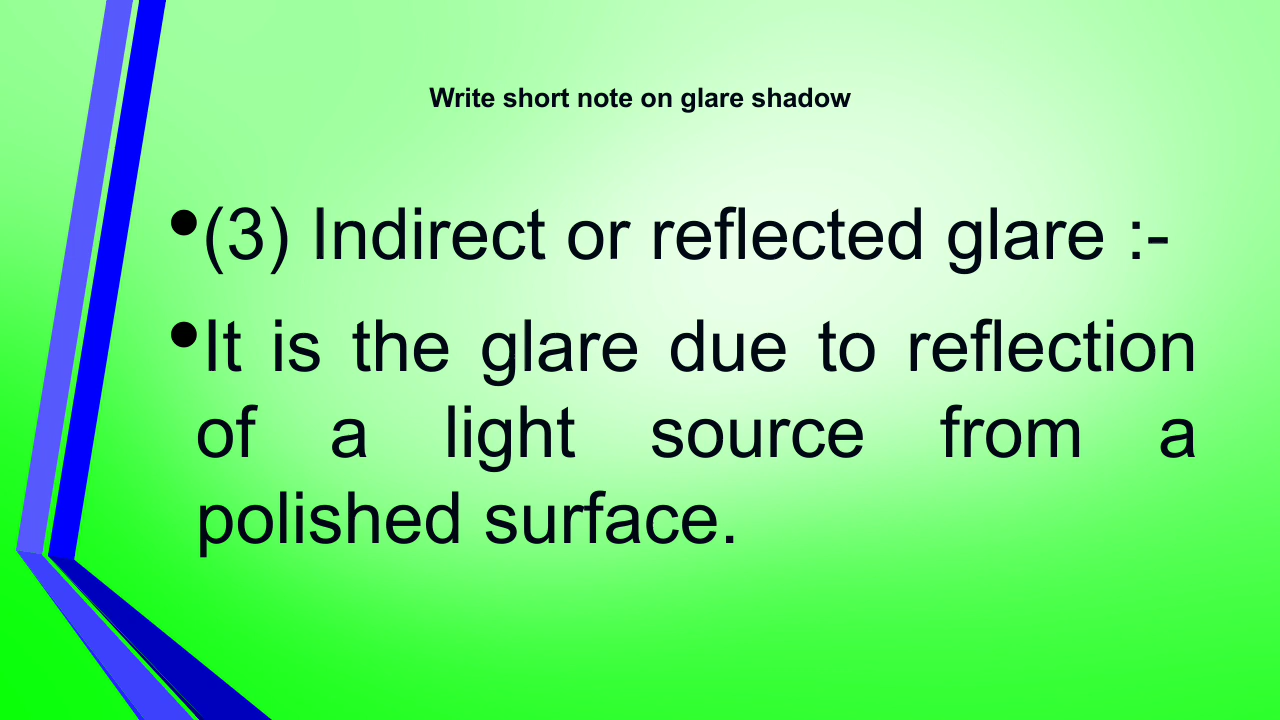 Write short note on glare shadow
•(3) Indirect or reflected glare :-
•It is the glare due to reflection
of a light source from a
polished surface.